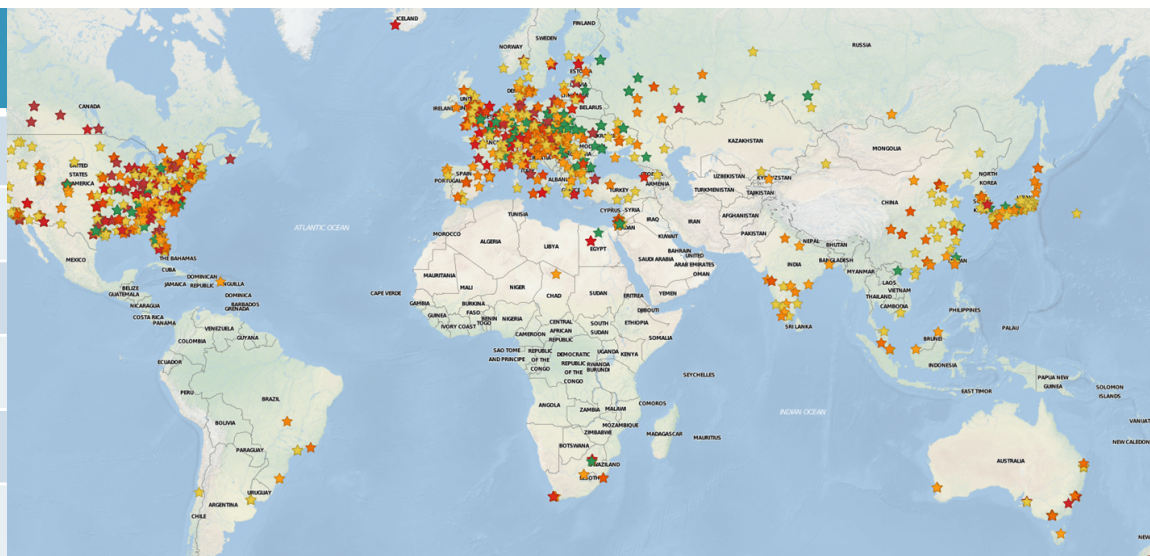 ICELAND
FINLAND
SWEDEN
NORWAY
RUSSIA
CANADA
BELARUS
KAZAKHSTAN
MONGOLIA
UNITED
STATES
AMERICA
SPAIN
PORTUGAL
TURKEY
ARMENIA
UZBEKISTAN
TURKMENISTAN
TAJIKISTAN
NORTH
KOREA
CHINA
CYPRUS
SYRIA
TUNISIA
IRAQ
IRAN
AFGHANISTAN
PAKISTAN
ATLANTIC OCEAN
MOROCCO
ALGERIA
LIBYA
EGYPT
KUWAIT
BAHRAIN
SAUDI ARABIA
UNITED
ARAB EMIRATES
OMAN
NEPAL
BHUTAN
BANGLADESH
INDIA
MYANMAR
LAOS
VIETNAM
THAILAND
CAMBODIA
MEXICO
THE BAHAMAS
CUBA
DOMINICAN
REPUBLIC
JAMAICA
BELIZE
GUATEMALA
DOMINICA
BARBADOS
GRENADA
NICARAGUA
COSTA RICA
PANAMA
CAPE VERDE
MAURITANIA
MALI
NIGER
CHAD
SUDAN
ERITREA
YEMEN
DJIBOUTI
GAMBIA
GUINEA
BURKINA
FASO
BENIN
NIGERIA
IVORY COAST
TOGO
CAMEROON
CENTRAL
AFRICAN
REPUBLIC
SOUTH
SUDAN
ETHIOPIA
SOMALIA
SRI LANKA
PHILIPPINES
PALAU
BRUNEI
VENEZUELA
GUYANA
COLOMBIA
ECUADOR
SAO TOME
AND PRINCIPE
REPUBLIC
OF THE
CONGO
DEMOCRATIC
REPUBLIC
OF THE
CONGO
UGANDA
KENYA
RWANDA
BURUNDI
SEYCHELLES
INDONESIA
EAST TIMOR
PAPUA NEW
GUINEA
SOLOMON
ISLANDS
PERU
BRAZIL
BOLIVIA
PARAGUAY
ANGOLA
ZAMBIA
MALAWI
COMOROS
MOZAMBIQUE
ZIMBABWE
MADAGASCAR
MAURITIUS
BOTSWANA
INDIAN OCEAN
VANUAT
NEW CALEDON
AUSTRALIA
URUGUAY
ARGENTINA
CHILE
NEW